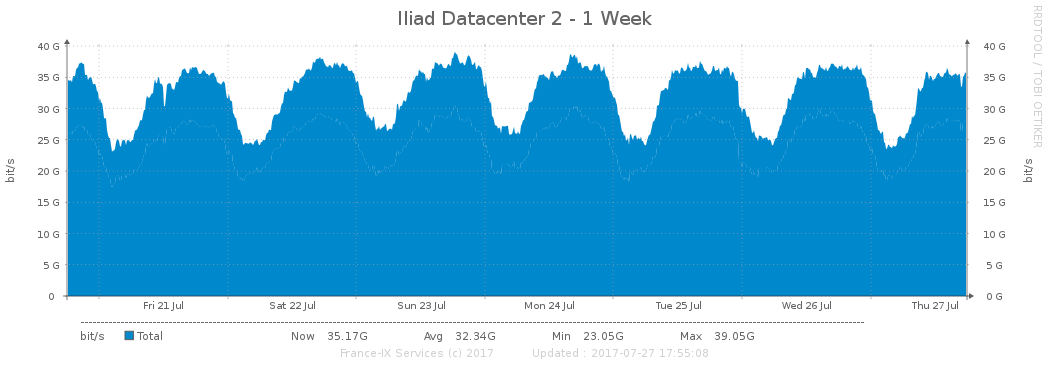 Iliad Datacenter 2 - 1 Week
RRDTOOL / TOBI OETIKER
40 G 40 G
35 G 35 G
30 G 30 G
25 G 25 G
20 G 20 G
15 G 15 G
10 G 10 G
5 G 5 G
0 0 G
bit/s bit/s
Fri 21 Jul Sat 22 Jul Sun 23 Jul Mon 24 Jul Tue 25 Jul Wed 26 Jul Thu 27 Jul
bit/s Total Now 35.17G Avg 32.34G Min 23.05G Max 39.05G
France-IX Services (c) 2017 Updated : 2017-07-27 17:55:08